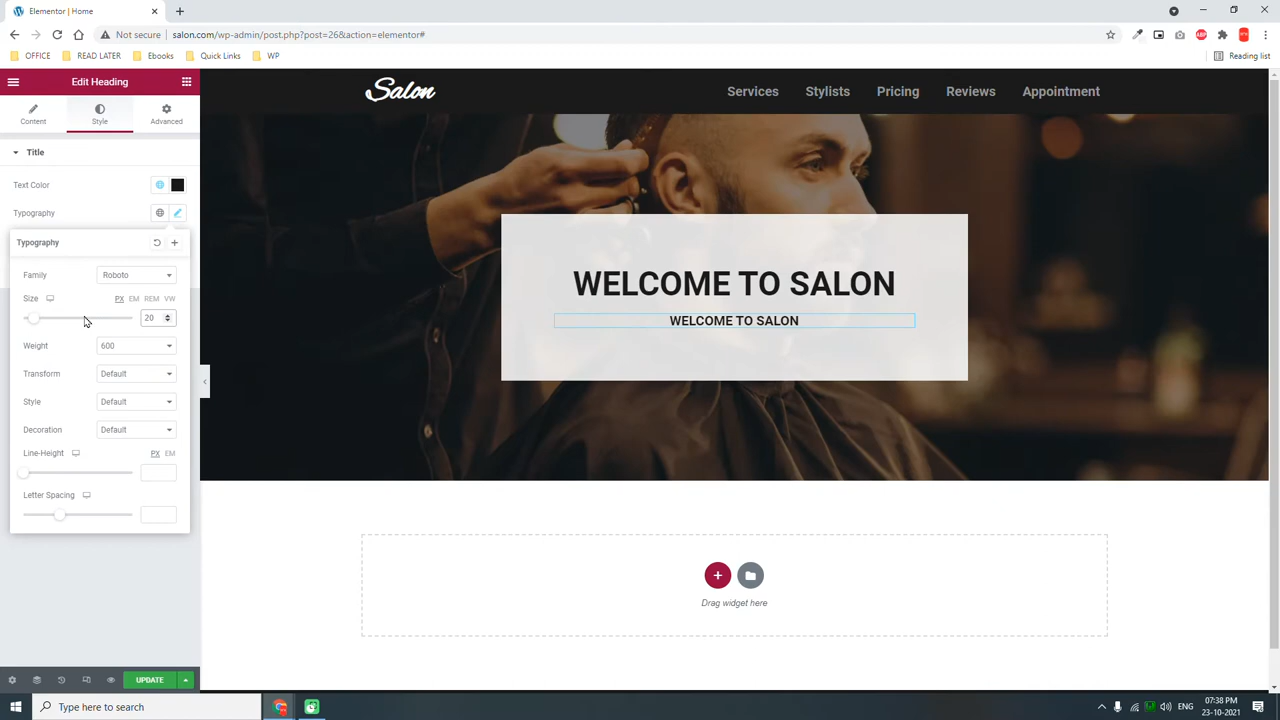 Elementor | Home
Not secure | salon.com/wp-admin/post.php?post=26&action=elementor#
OFFICE READ LATER Ebooks Quick Links WP Reading list
Edit Heading
Content Style Advanced
Title
Text Color
Typography
Typography
Family Roboto
Size PX EM REM VW
20
Weight 600
Transform Default
Style Default
Decoration Default
Line-Height PX EM
Letter Spacing
UPDATE
Salon Services Stylists Pricing Reviews Appointment
WELCOME TO SALON
WELCOME TO SALON
Drag widget here
Type here to search
ENG
07:38 PM
23-10-2021